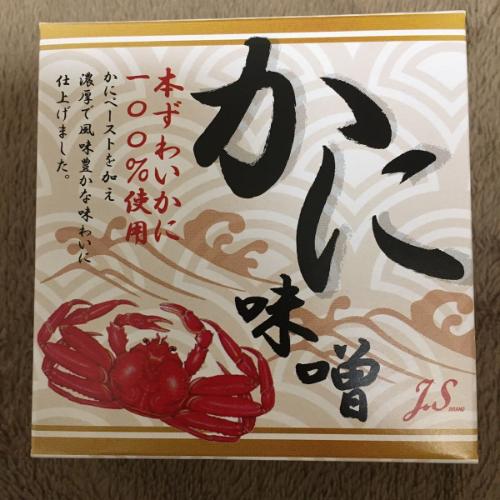 かに
味噌
本ずわいかに
一〇〇%使用
かにペーストを加え
濃厚で風味豊かな味わいに
仕上げました。
J.S
BRAND